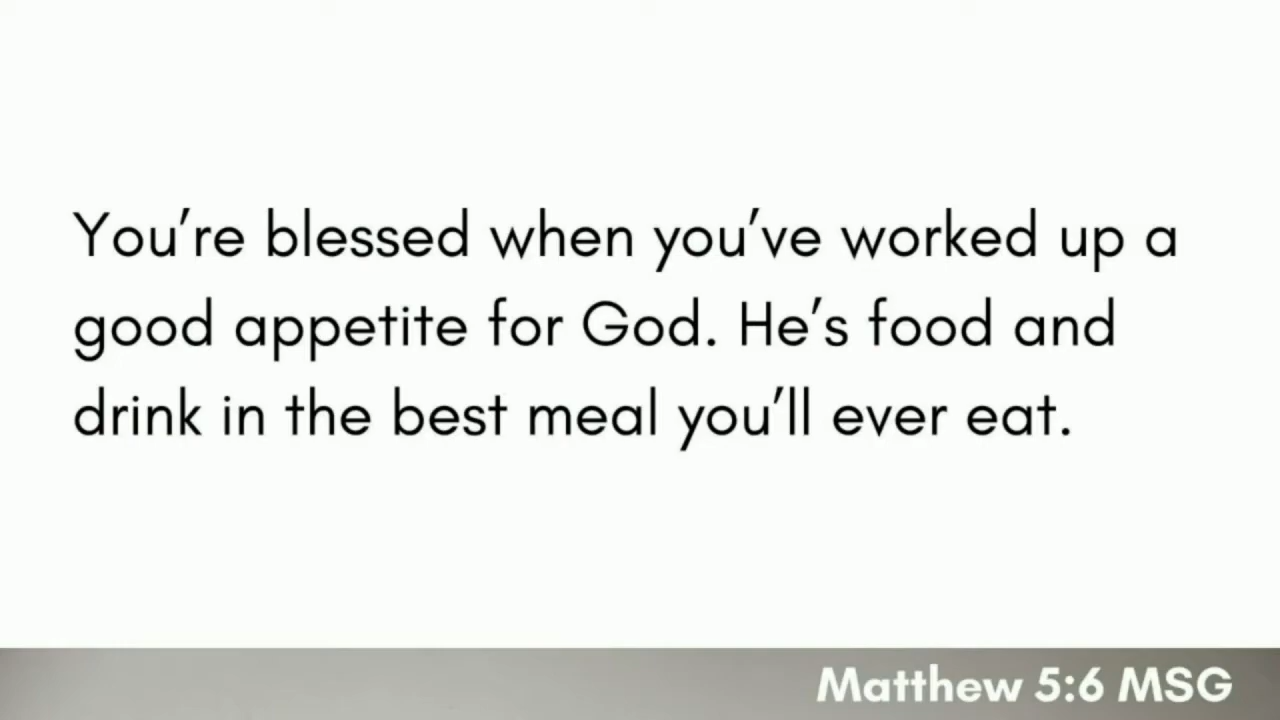 You’re blessed when you’ve worked up a
good appetite for God. He’s food and
drink in the best meal you’ll ever eat.
Matthew 5:6 MSG